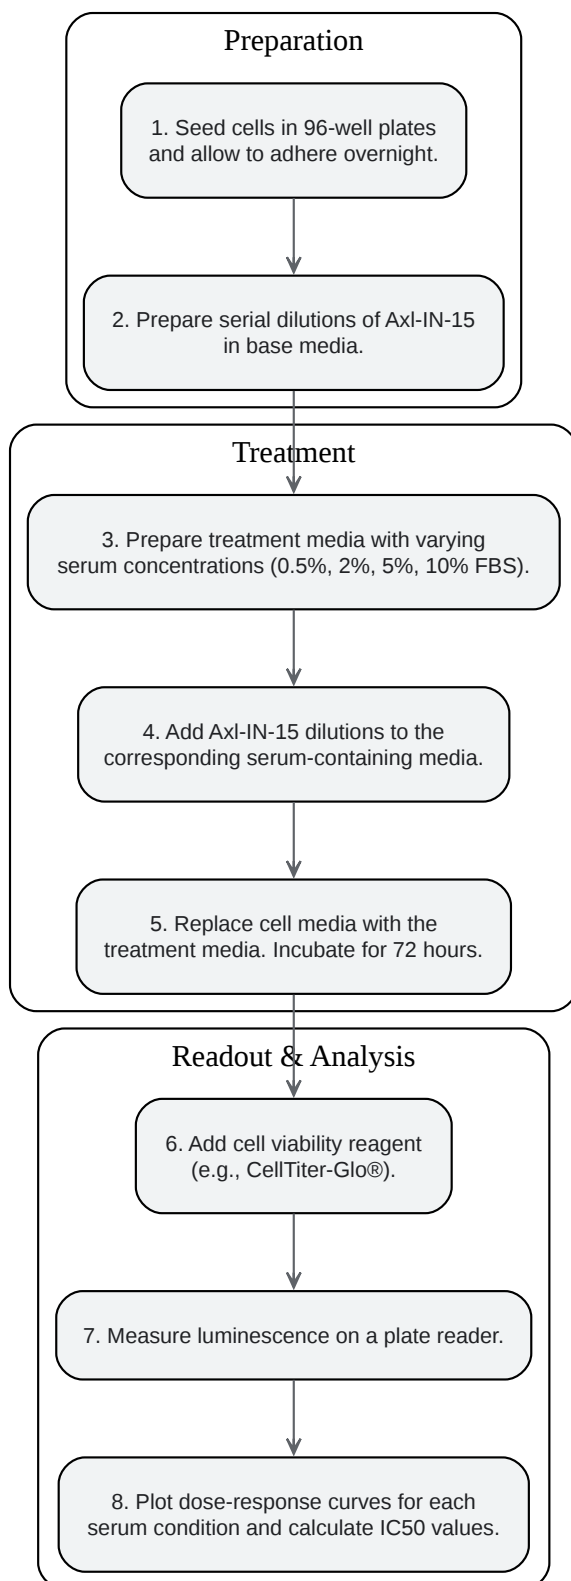 Preparation
1. Seed cells in 96-well plates
and allow to adhere overnight.
2. Prepare serial dilutions of Axl-IN-15
in base media.
Treatment
3. Prepare treatment media with varying
serum concentrations (0.5%, 2%, 5%, 10% FBS).
4. Add Axl-IN-15 dilutions to the
corresponding serum-containing media.
5. Replace cell media with the
treatment media. Incubate for 72 hours.
Readout & Analysis
6. Add cell viability reagent
(e.g., CellTiter-Glo®).
7. Measure luminescence on a plate reader.
8. Plot dose-response curves for each
serum condition and calculate IC50 values.